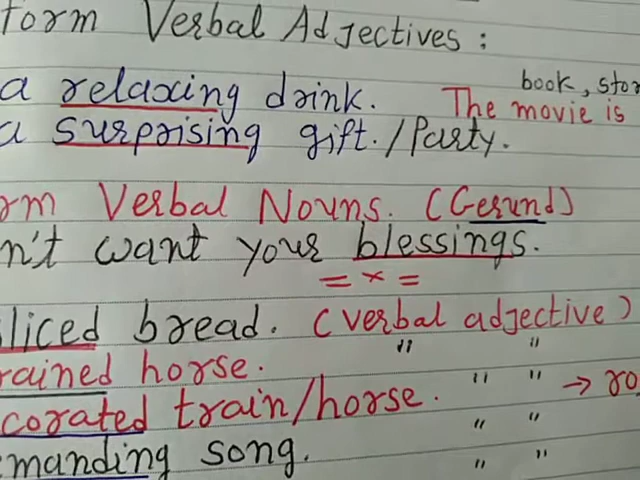 form Verbal Adjectives :
book, stor
a relaxing drink. The movie is
a surprising gift./Party.
orm Verbal Nouns. (Gerund)
n't want your blessings.
= × =
liced bread. (verbal adjective)
rained horse. " "
corated train/horse. " " → ro
manding song. " "
" "